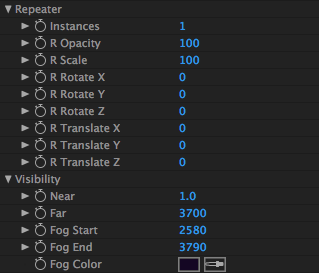 Repeater
Instances 1
R Opacity 100
R Scale 100
R Rotate X 0
R Rotate Y 0
R Rotate Z 0
R Translate X 0
R Translate Y 0
R Translate Z 0
Visibility
Near 1.0
Far 3700
Fog Start 2580
Fog End 3790
Fog Color